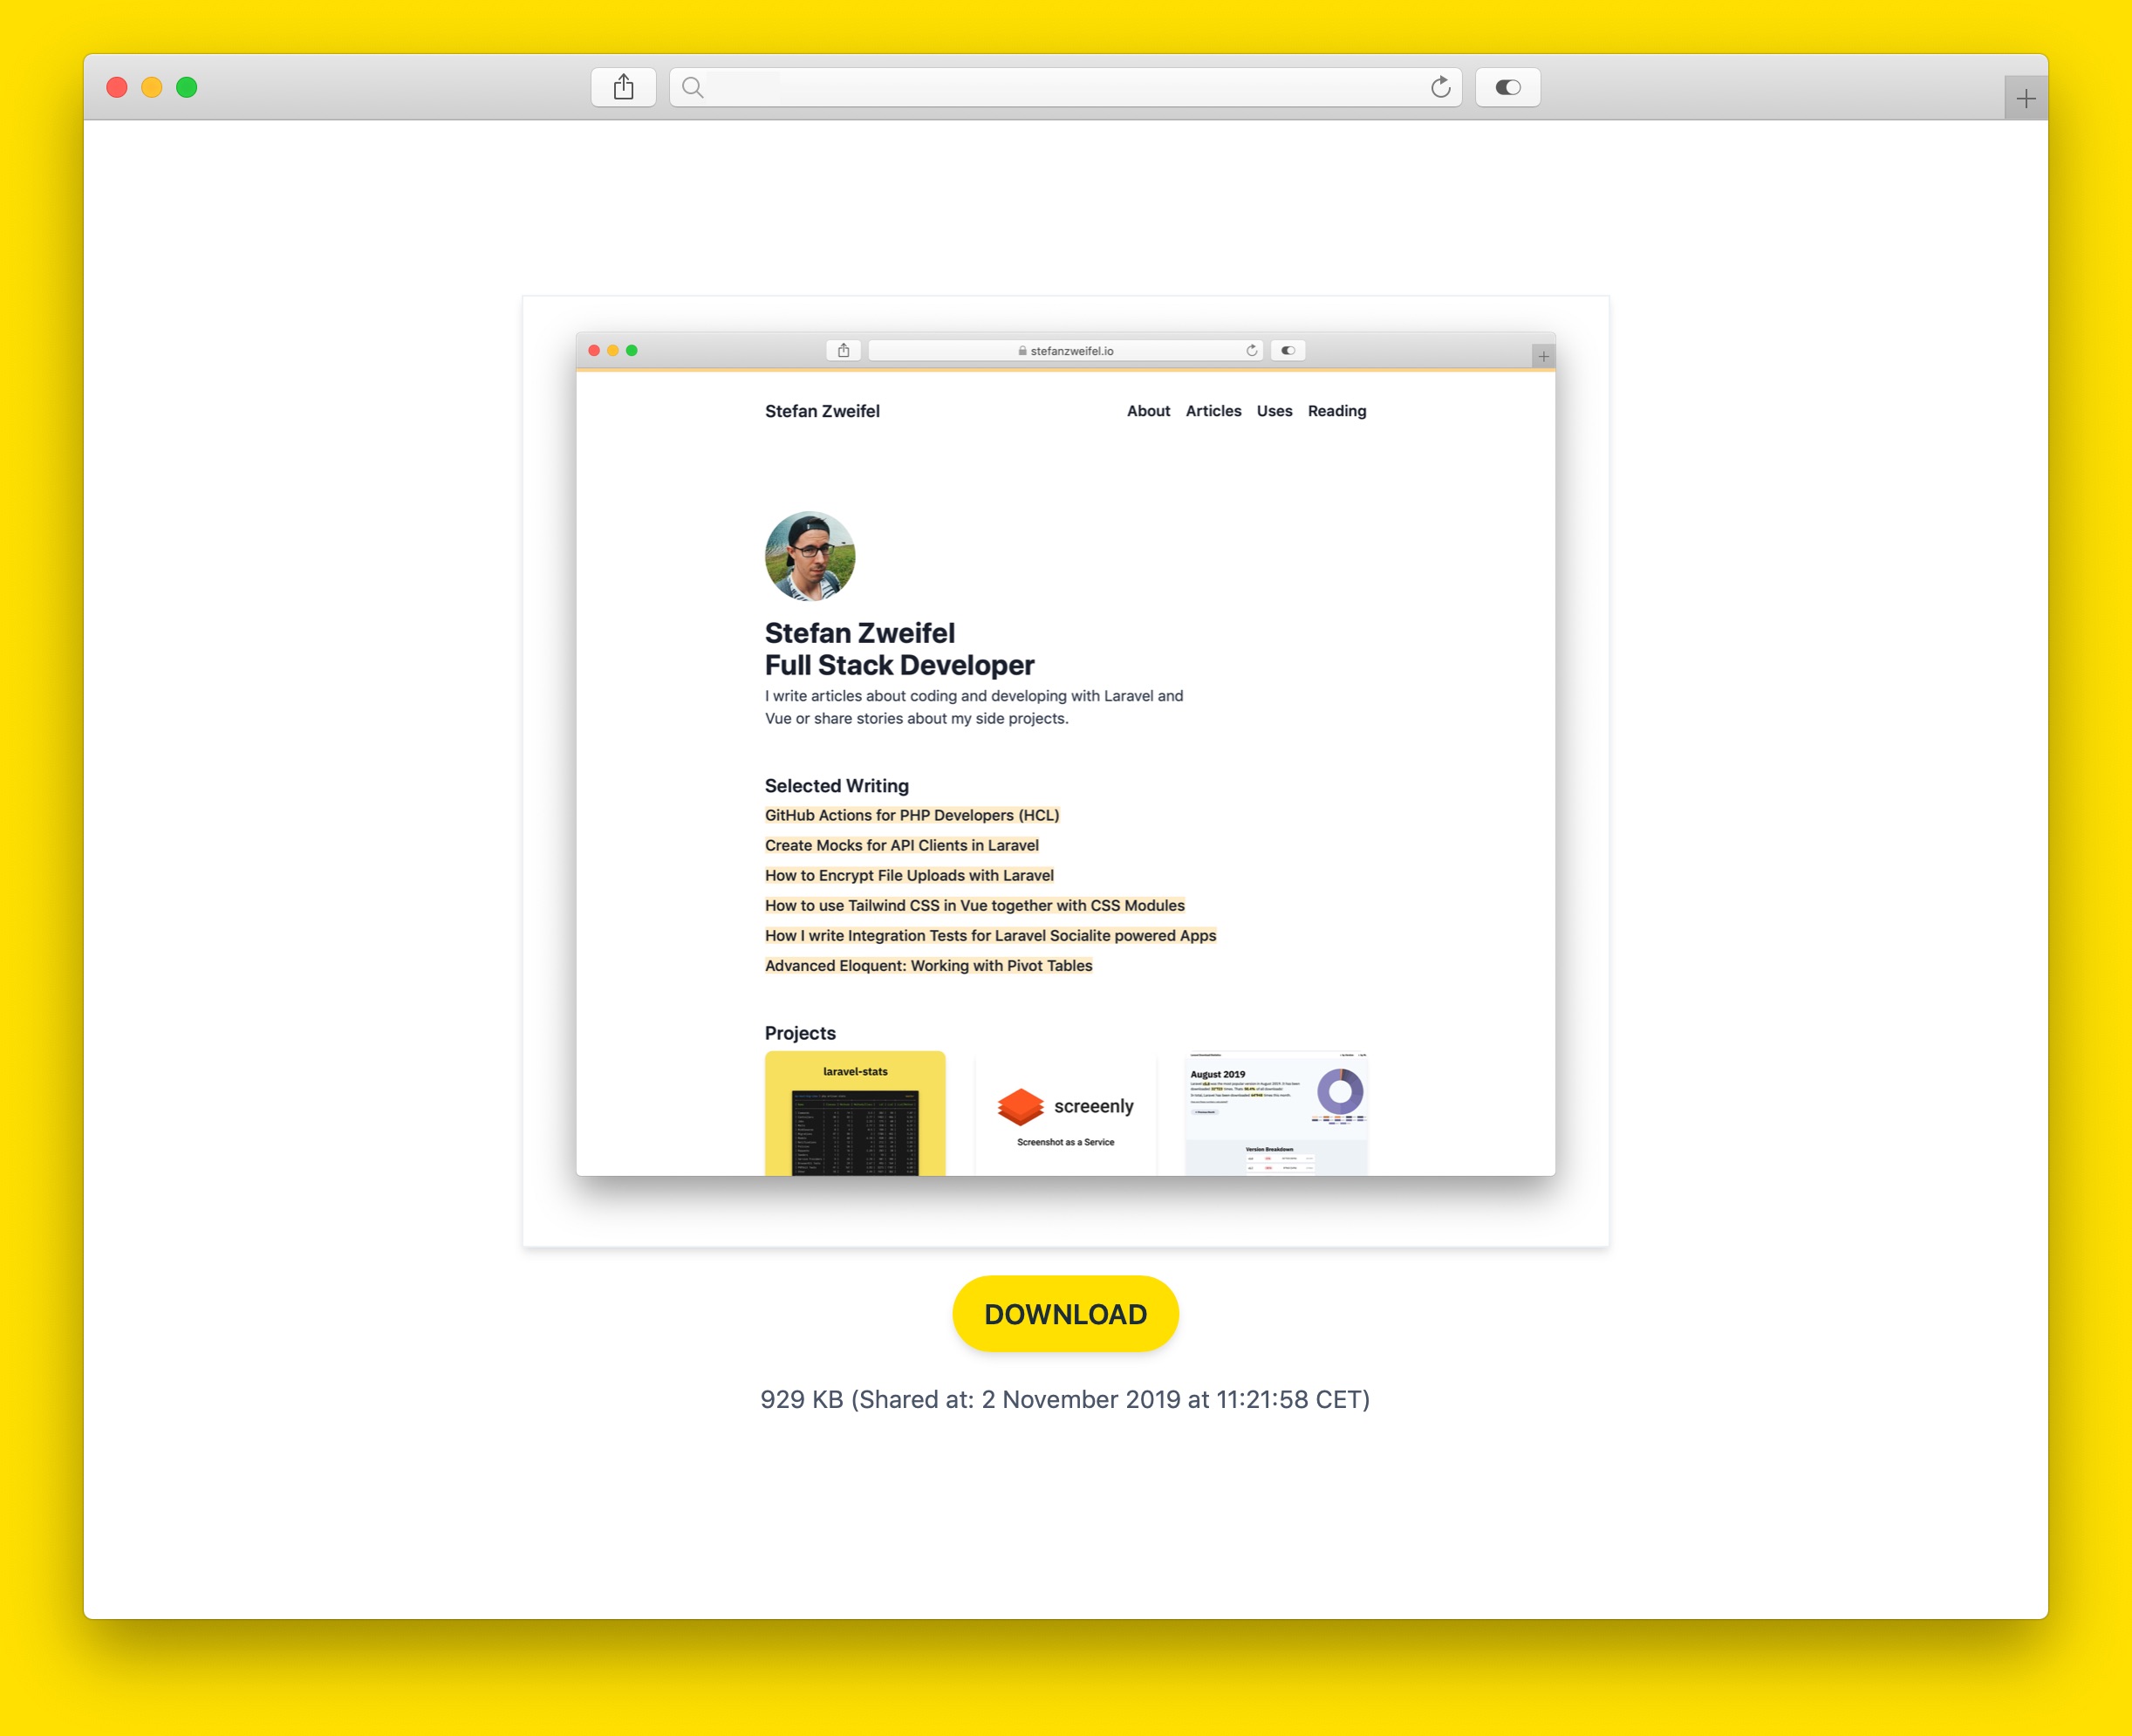 stefanzweifel.io
Stefan Zweifel
About Articles Uses Reading
Stefan Zweifel
Full Stack Developer
I write articles about coding and developing with Laravel and
Vue or share stories about my side projects.
Selected Writing
GitHub Actions for PHP Developers (HCL)
Create Mocks for API Clients in Laravel
How to Encrypt File Uploads with Laravel
How to use Tailwind CSS in Vue together with CSS Modules
How I write Integration Tests for Laravel Socialite powered Apps
Advanced Eloquent: Working with Pivot Tables
Projects
laravel-stats
screeenly
Screenshot as a Service
August 2019
Version Breakdown
DOWNLOAD
929 KB (Shared at: 2 November 2019 at 11:21:58 CET)